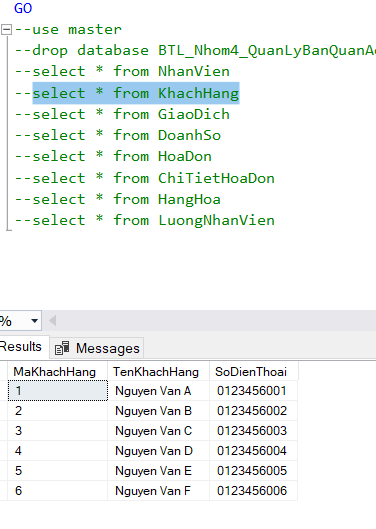 GO
--use master
--drop database BTL_Nhom4_QuanLyBanQuanA
--select * from NhanVien
--select * from KhachHang
--select * from GiaoDich
--select * from DoanhSo
--select * from HoaDon
--select * from ChiTietHoaDon
--select * from HangHoa
--select * from LuongNhanVien
%
Results Messages
MaKhachHang TenKhachHang SoDienThoai
1 Nguyen Van A 0123456001
2 Nguyen Van B 0123456002
3 Nguyen Van C 0123456003
4 Nguyen Van D 0123456004
5 Nguyen Van E 0123456005
6 Nguyen Van F 0123456006